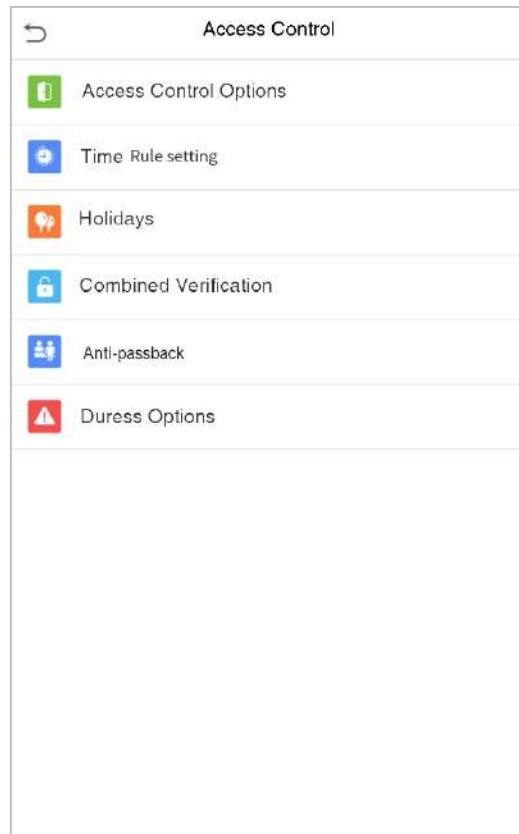 Access Control
Access Control Options
Time Rule setting
Holidays
Combined Verification
Anti-passback
Duress Options